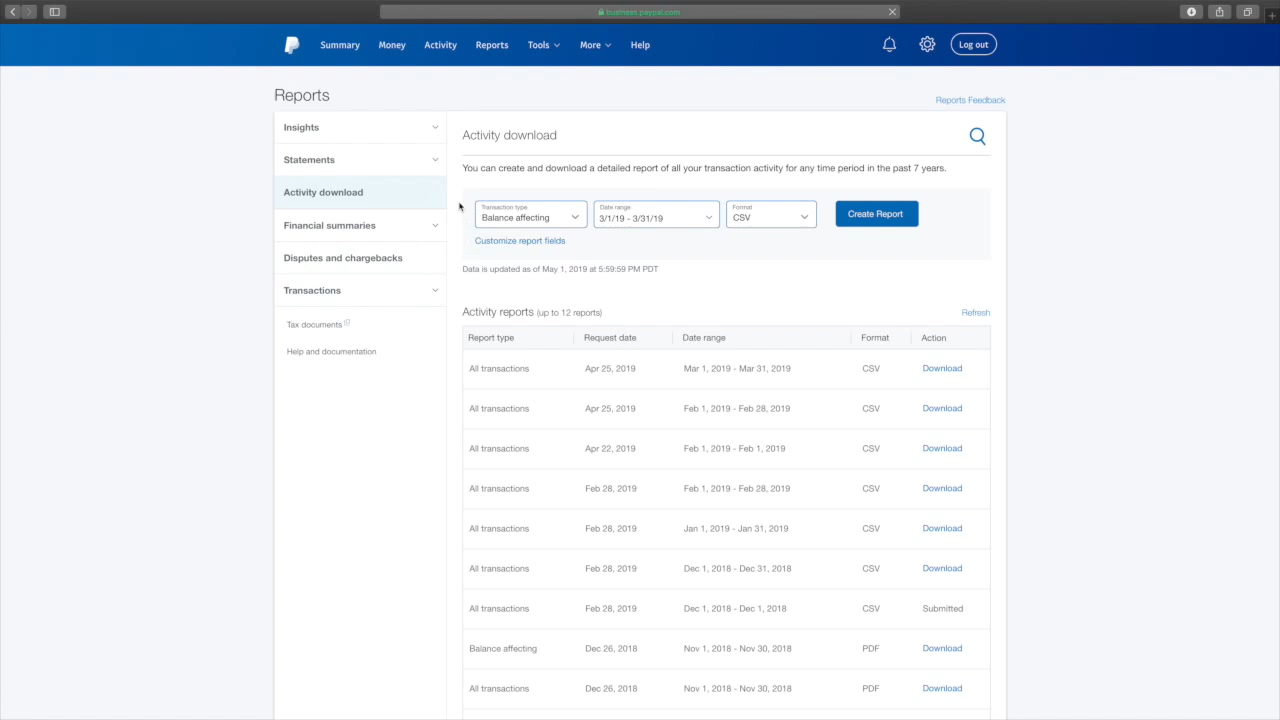 business.paypal.com
Summary Money Activity Reports Tools More Help Log out
Reports
Reports Feedback
Insights
Statements
Activity download
Financial summaries
Disputes and chargebacks
Transactions
Tax documents
Help and documentation
Activity download
You can create and download a detailed report of all your transaction activity for any time period in the past 7 years.
Transaction type Date range Format
Balance affecting 3/1/19 - 3/31/19 CSV Create Report
Customize report fields
Data is updated as of May 1, 2019 at 5:59:59 PM PDT
Activity reports (up to 12 reports) Refresh
Report type Request date Date range Format Action
All transactions Apr 25, 2019 Mar 1, 2019 - Mar 31, 2019 CSV Download
All transactions Apr 25, 2019 Feb 1, 2019 - Feb 28, 2019 CSV Download
All transactions Apr 22, 2019 Feb 1, 2019 - Feb 1, 2019 CSV Download
All transactions Feb 28, 2019 Feb 1, 2019 - Feb 28, 2019 CSV Download
All transactions Feb 28, 2019 Jan 1, 2019 - Jan 31, 2019 CSV Download
All transactions Feb 28, 2019 Dec 1, 2018 - Dec 31, 2018 CSV Download
All transactions Feb 28, 2019 Dec 1, 2018 - Dec 1, 2018 CSV Submitted
Balance affecting Dec 26, 2018 Nov 1, 2018 - Nov 30, 2018 PDF Download
All transactions Dec 26, 2018 Nov 1, 2018 - Nov 30, 2018 PDF Download